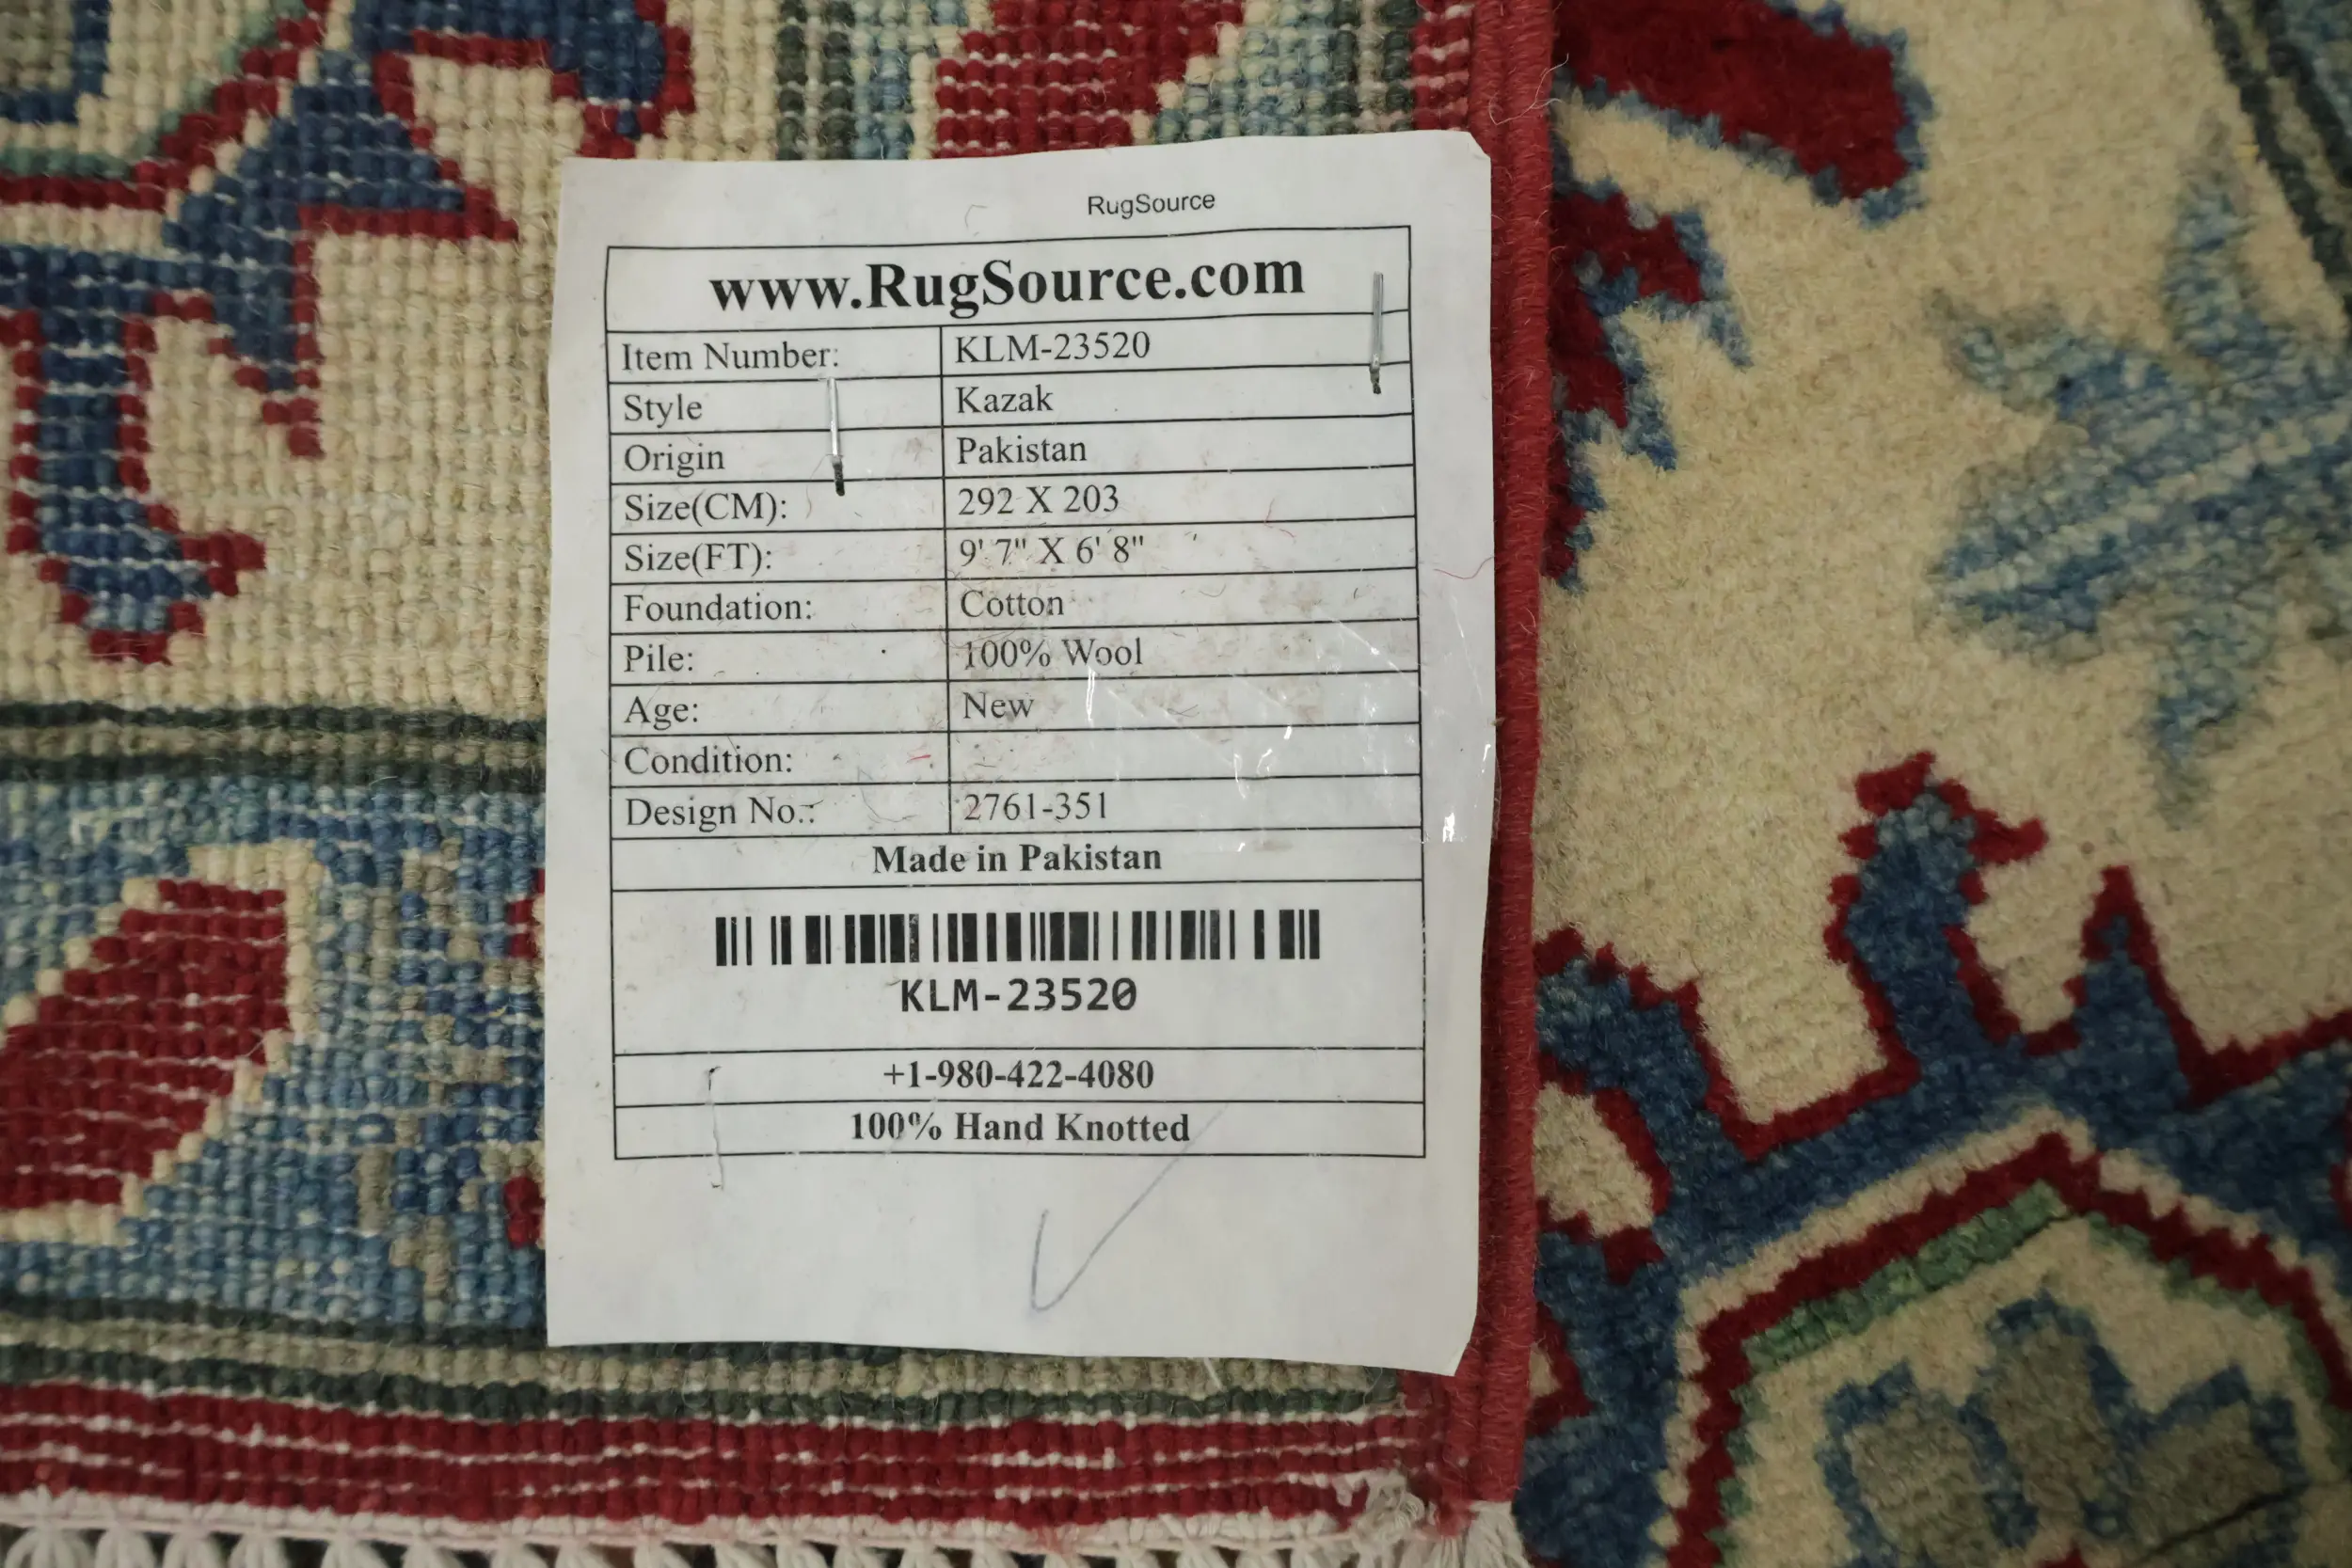 RugSource
www.RugSource.com
Item Number: KLM-23520
Style Kazak
Origin Pakistan
Size(CM): 292 X 203
Size(FT): 9' 7" X 6' 8"
Foundation: Cotton
Pile: 100% Wool
Age: New
Condition:
Design No.: 2761-351
Made in Pakistan
KLM-23520
+1-980-422-4080
100% Hand Knotted